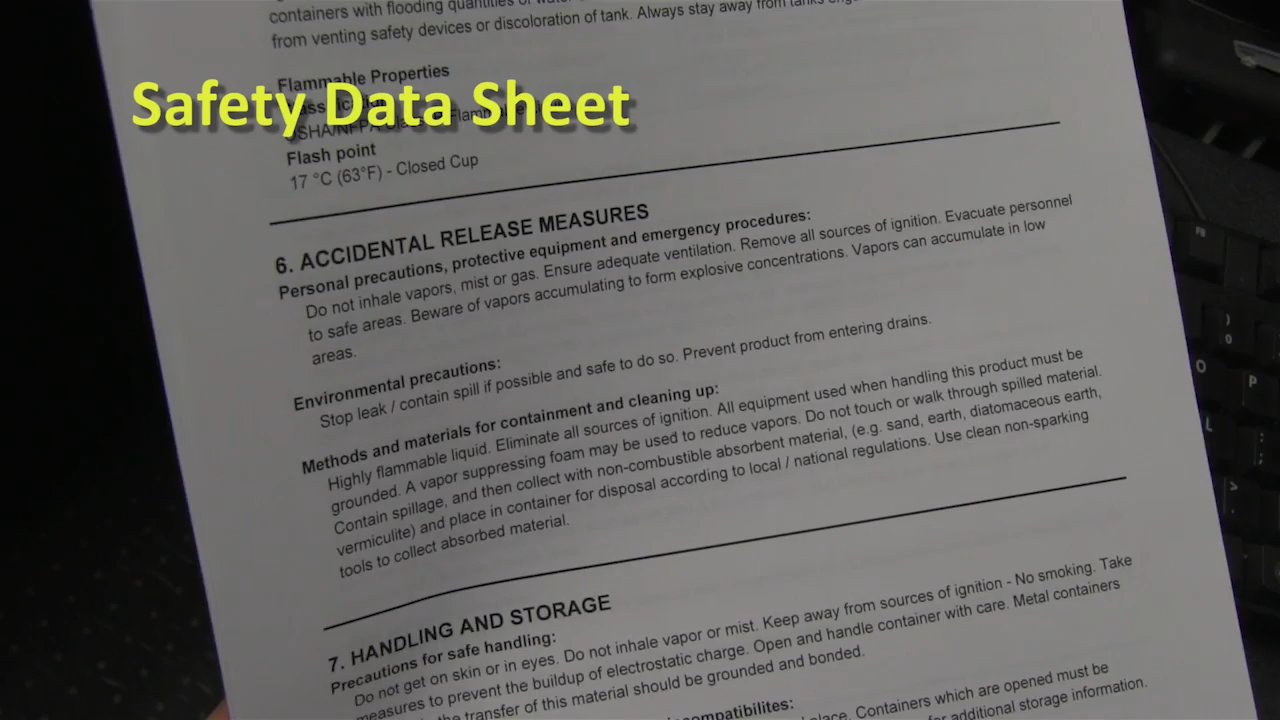 containers with flooding quantities of water
from venting safety devices or discoloration of tank. Always stay away from tanks
Flammable Properties
Safety Data Sheet
OSHA/NFPA
Flash point
17 °C (63°F) - Closed Cup
6. ACCIDENTAL RELEASE MEASURES
Personal precautions, protective equipment and emergency procedures:
Do not inhale vapors, mist or gas. Ensure adequate ventilation. Remove all sources of ignition. Evacuate personnel
to safe areas. Beware of vapors accumulating to form explosive concentrations. Vapors can accumulate in low
areas.
Environmental precautions:
Stop leak / contain spill if possible and safe to do so. Prevent product from entering drains.
Methods and materials for containment and cleaning up:
Highly flammable liquid. Eliminate all sources of ignition. All equipment used when handling this product must be
grounded. A vapor suppressing foam may be used to reduce vapors. Do not touch or walk through spilled material.
Contain spillage, and then collect with non-combustible absorbent material, (e.g. sand, earth, diatomaceous earth,
vermiculite) and place in container for disposal according to local / national regulations. Use clean non-sparking
tools to collect absorbed material.
7. HANDLING AND STORAGE
Precautions for safe handling:
Do not get on skin or in eyes. Do not inhale vapor or mist. Keep away from sources of ignition - No smoking. Take
measures to prevent the buildup of electrostatic charge. Open and handle container with care. Metal containers
the transfer of this material should be grounded and bonded.
place. Containers which are opened must be
for additional storage information.
F8
)
0
O
P
L
:
;
>